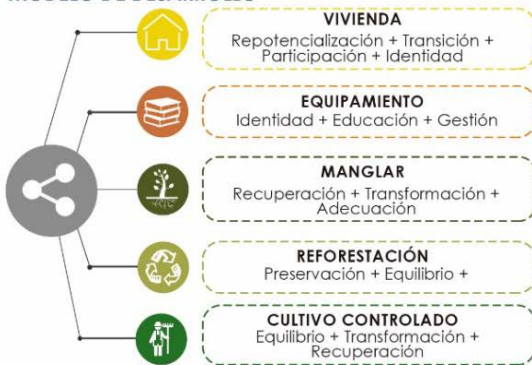 VIVIENDA
Repotencialización + Transición +
Participación + Identidad
EQUIPAMIENTO
Identidad + Educación + Gestión
MANGLAR
Recuperación + Transformación +
Adecuación
REFORESTACIÓN
Preservación + Equilibrio +
CULTIVO CONTROLADO
Equilibrio + Transformación +
Recuperación